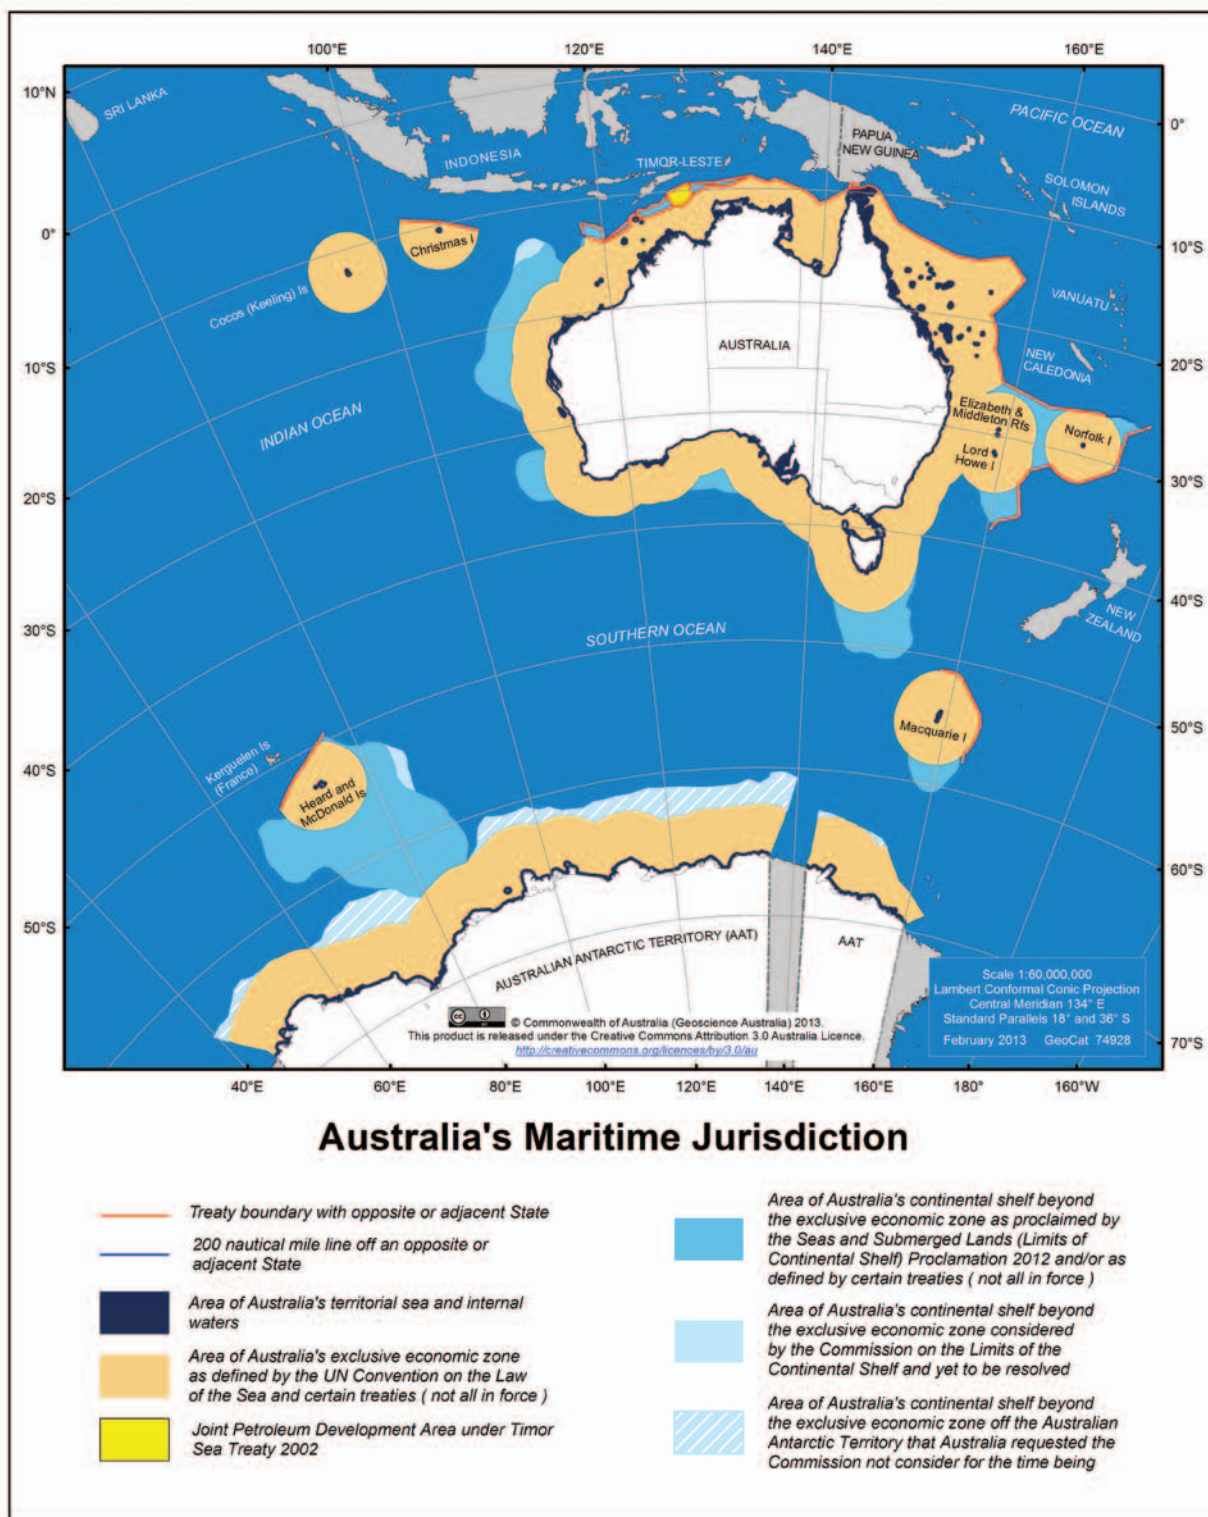 100°E
120°E
140°E
160°E
10°N
SRI LANKA
PACIFIC OCEAN
0°
PAPUA
NEW GUINEA
INDONESIA
TIMOR-LESTE
SOLOMON
ISLANDS
0°
Christmas I
10°S
Cocos (Keeling) Is
VANUATU
AUSTRALIA
NEW
CALEDONIA
10°S
20°S
INDIAN OCEAN
Elizabeth &
Middleton Rfs
Norfolk I
Lord
Howe I
20°S
30°S
30°S
SOUTHERN OCEAN
40°S
NEW
ZEALAND
Macquarie I
50°S
Kerguelen Is
(France)
40°S
Heard and
McDonald Is
60°S
50°S
AUSTRALIAN ANTARCTIC TERRITORY (AAT)
AAT
Scale 1:60,000,000
Lambert Conformal Conic Projection
Central Meridian 134° E
Standard Parallels 18° and 36° S
February 2013 GeoCat 74928
cc
© Commonwealth of Australia (Geoscience Australia) 2013.
This product is released under the Creative Commons Attribution 3.0 Australia Licence.
http://creativecommons.org/licences/by/3.0/au
70°S
40°E
60°E
80°E
100°E
120°E
140°E
160°E
180°
160°W
Australia's Maritime Jurisdiction
Treaty boundary with opposite or adjacent State
200 nautical mile line off an opposite or
adjacent State
Area of Australia's territorial sea and internal
waters
Area of Australia's exclusive economic zone
as defined by the UN Convention on the Law
of the Sea and certain treaties ( not all in force )
Joint Petroleum Development Area under Timor
Sea Treaty 2002
Area of Australia's continental shelf beyond
the exclusive economic zone as proclaimed by
the Seas and Submerged Lands (Limits of
Continental Shelf) Proclamation 2012 and/or as
defined by certain treaties ( not all in force )
Area of Australia's continental shelf beyond
the exclusive economic zone considered
by the Commission on the Limits of the
Continental Shelf and yet to be resolved
Area of Australia's continental shelf beyond
the exclusive economic zone off the Australian
Antarctic Territory that Australia requested the
Commission not consider for the time being